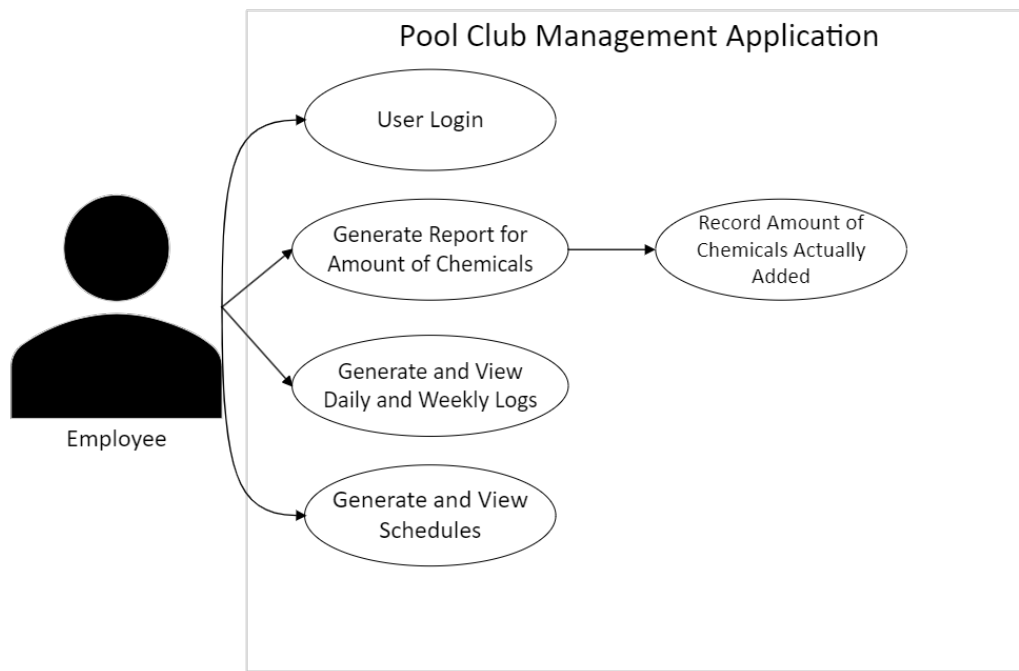 Pool Club Management Application
User Login
Generate Report for
Amount of Chemicals
Record Amount of
Chemicals Actually
Added
Generate and View
Daily and Weekly Logs
Employee
Generate and View
Schedules